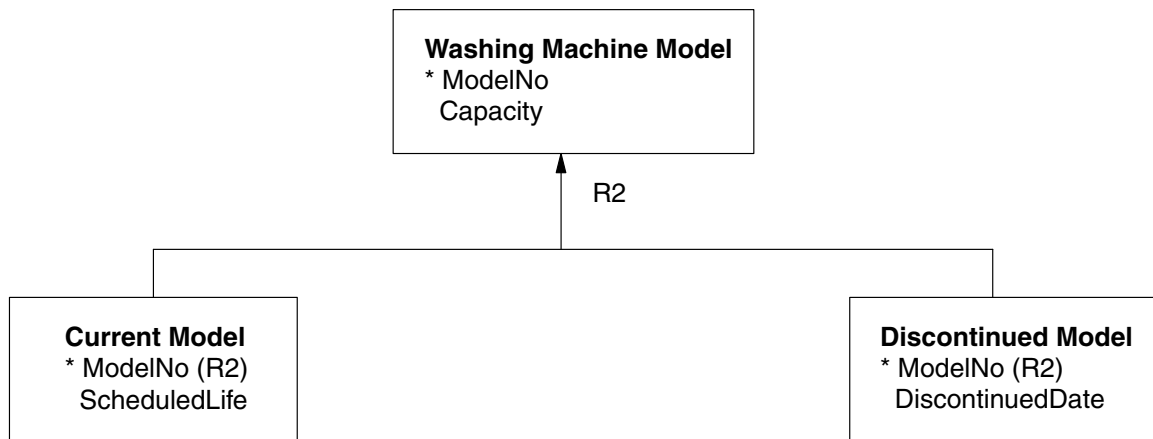 Washing Machine Model
* ModelNo
Capacity
R2
Current Model
* ModelNo (R2)
ScheduledLife
Discontinued Model
* ModelNo (R2)
DiscontinuedDate